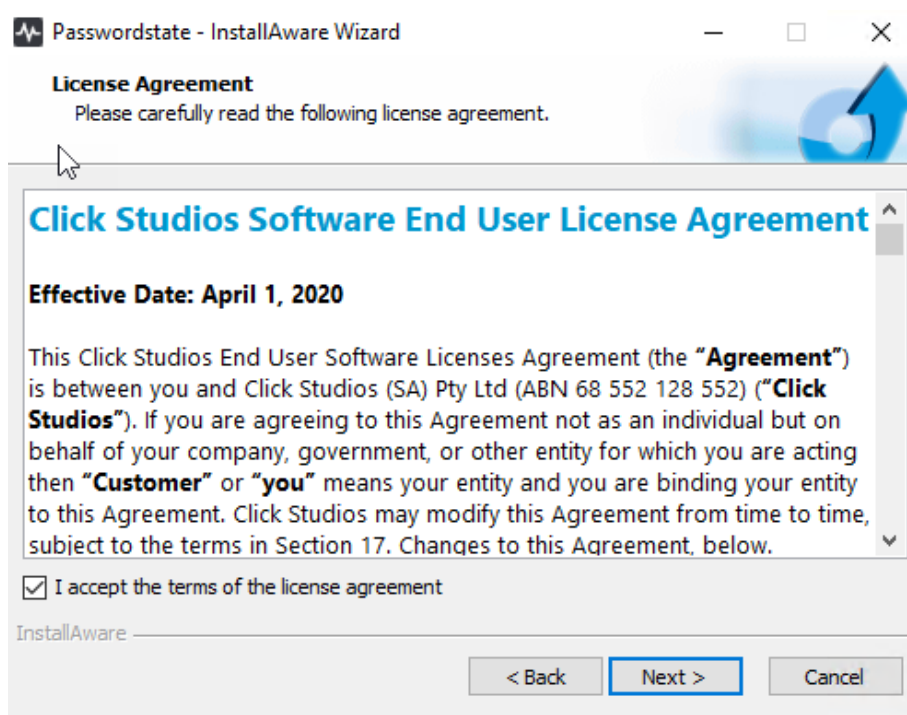 Passwordstate - InstallAware Wizard
License Agreement
Please carefully read the following license agreement.
Click Studios Software End User License Agreement
Effective Date: April 1, 2020
This Click Studios End User Software Licenses Agreement (the “Agreement”)
is between you and Click Studios (SA) Pty Ltd (ABN 68 552 128 552) (“Click
Studios”). If you are agreeing to this Agreement not as an individual but on
behalf of your company, government, or other entity for which you are acting
then “Customer” or “you” means your entity and you are binding your entity
to this Agreement. Click Studios may modify this Agreement from time to time,
subject to the terms in Section 17. Changes to this Agreement, below.
I accept the terms of the license agreement
InstallAware
< Back Next > Cancel